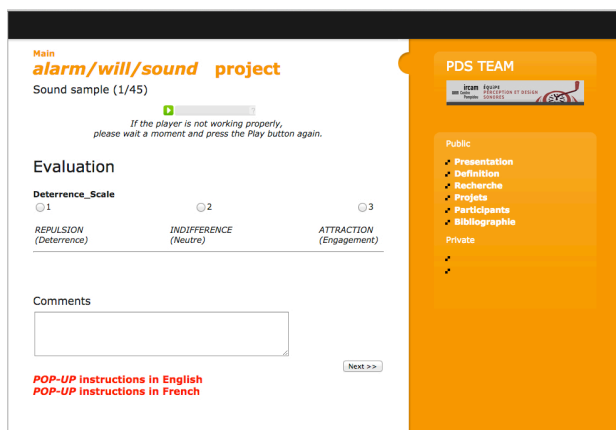 Main
alarm/will/sound project
Sound sample (1/45)
If the player is not working properly,
please wait a moment and press the Play button again.
Evaluation
Deterrence_Scale
1 2 3
REPULSION INDIFFERENCE ATTRACTION
(Deterrence) (Neutre) (Engagement)
Comments
Next >>
POP-UP instructions in English
POP-UP instructions in French
PDS TEAM
ircam
Centre
Pompidou
ÉQUIPE
PERCEPTION ET DESIGN
SONORES
Public
Presentation
Definition
Recherche
Projets
Participants
Bibliographie
Private